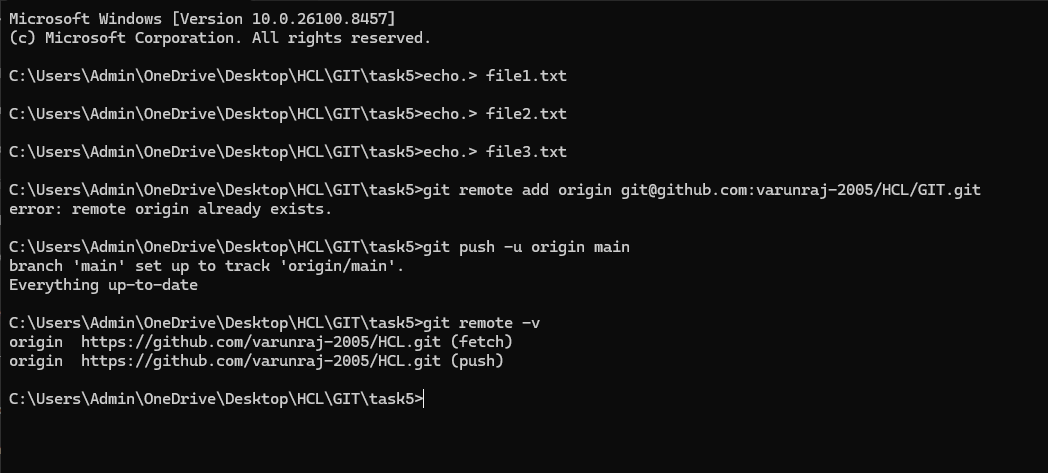 Microsoft Windows [Version 10.0.26100.8457]
(c) Microsoft Corporation. All rights reserved.
C:\Users\Admin\OneDrive\Desktop\HCL\GIT\task5>echo.> file1.txt
C:\Users\Admin\OneDrive\Desktop\HCL\GIT\task5>echo.> file2.txt
C:\Users\Admin\OneDrive\Desktop\HCL\GIT\task5>echo.> file3.txt
C:\Users\Admin\OneDrive\Desktop\HCL\GIT\task5>git remote add origin git@github.com:varunraj-2005/HCL/GIT.git
error: remote origin already exists.
C:\Users\Admin\OneDrive\Desktop\HCL\GIT\task5>git push -u origin main
branch 'main' set up to track 'origin/main'.
Everything up-to-date
C:\Users\Admin\OneDrive\Desktop\HCL\GIT\task5>git remote -v
origin  https://github.com/varunraj-2005/HCL.git (fetch)
origin  https://github.com/varunraj-2005/HCL.git (push)
C:\Users\Admin\OneDrive\Desktop\HCL\GIT\task5>